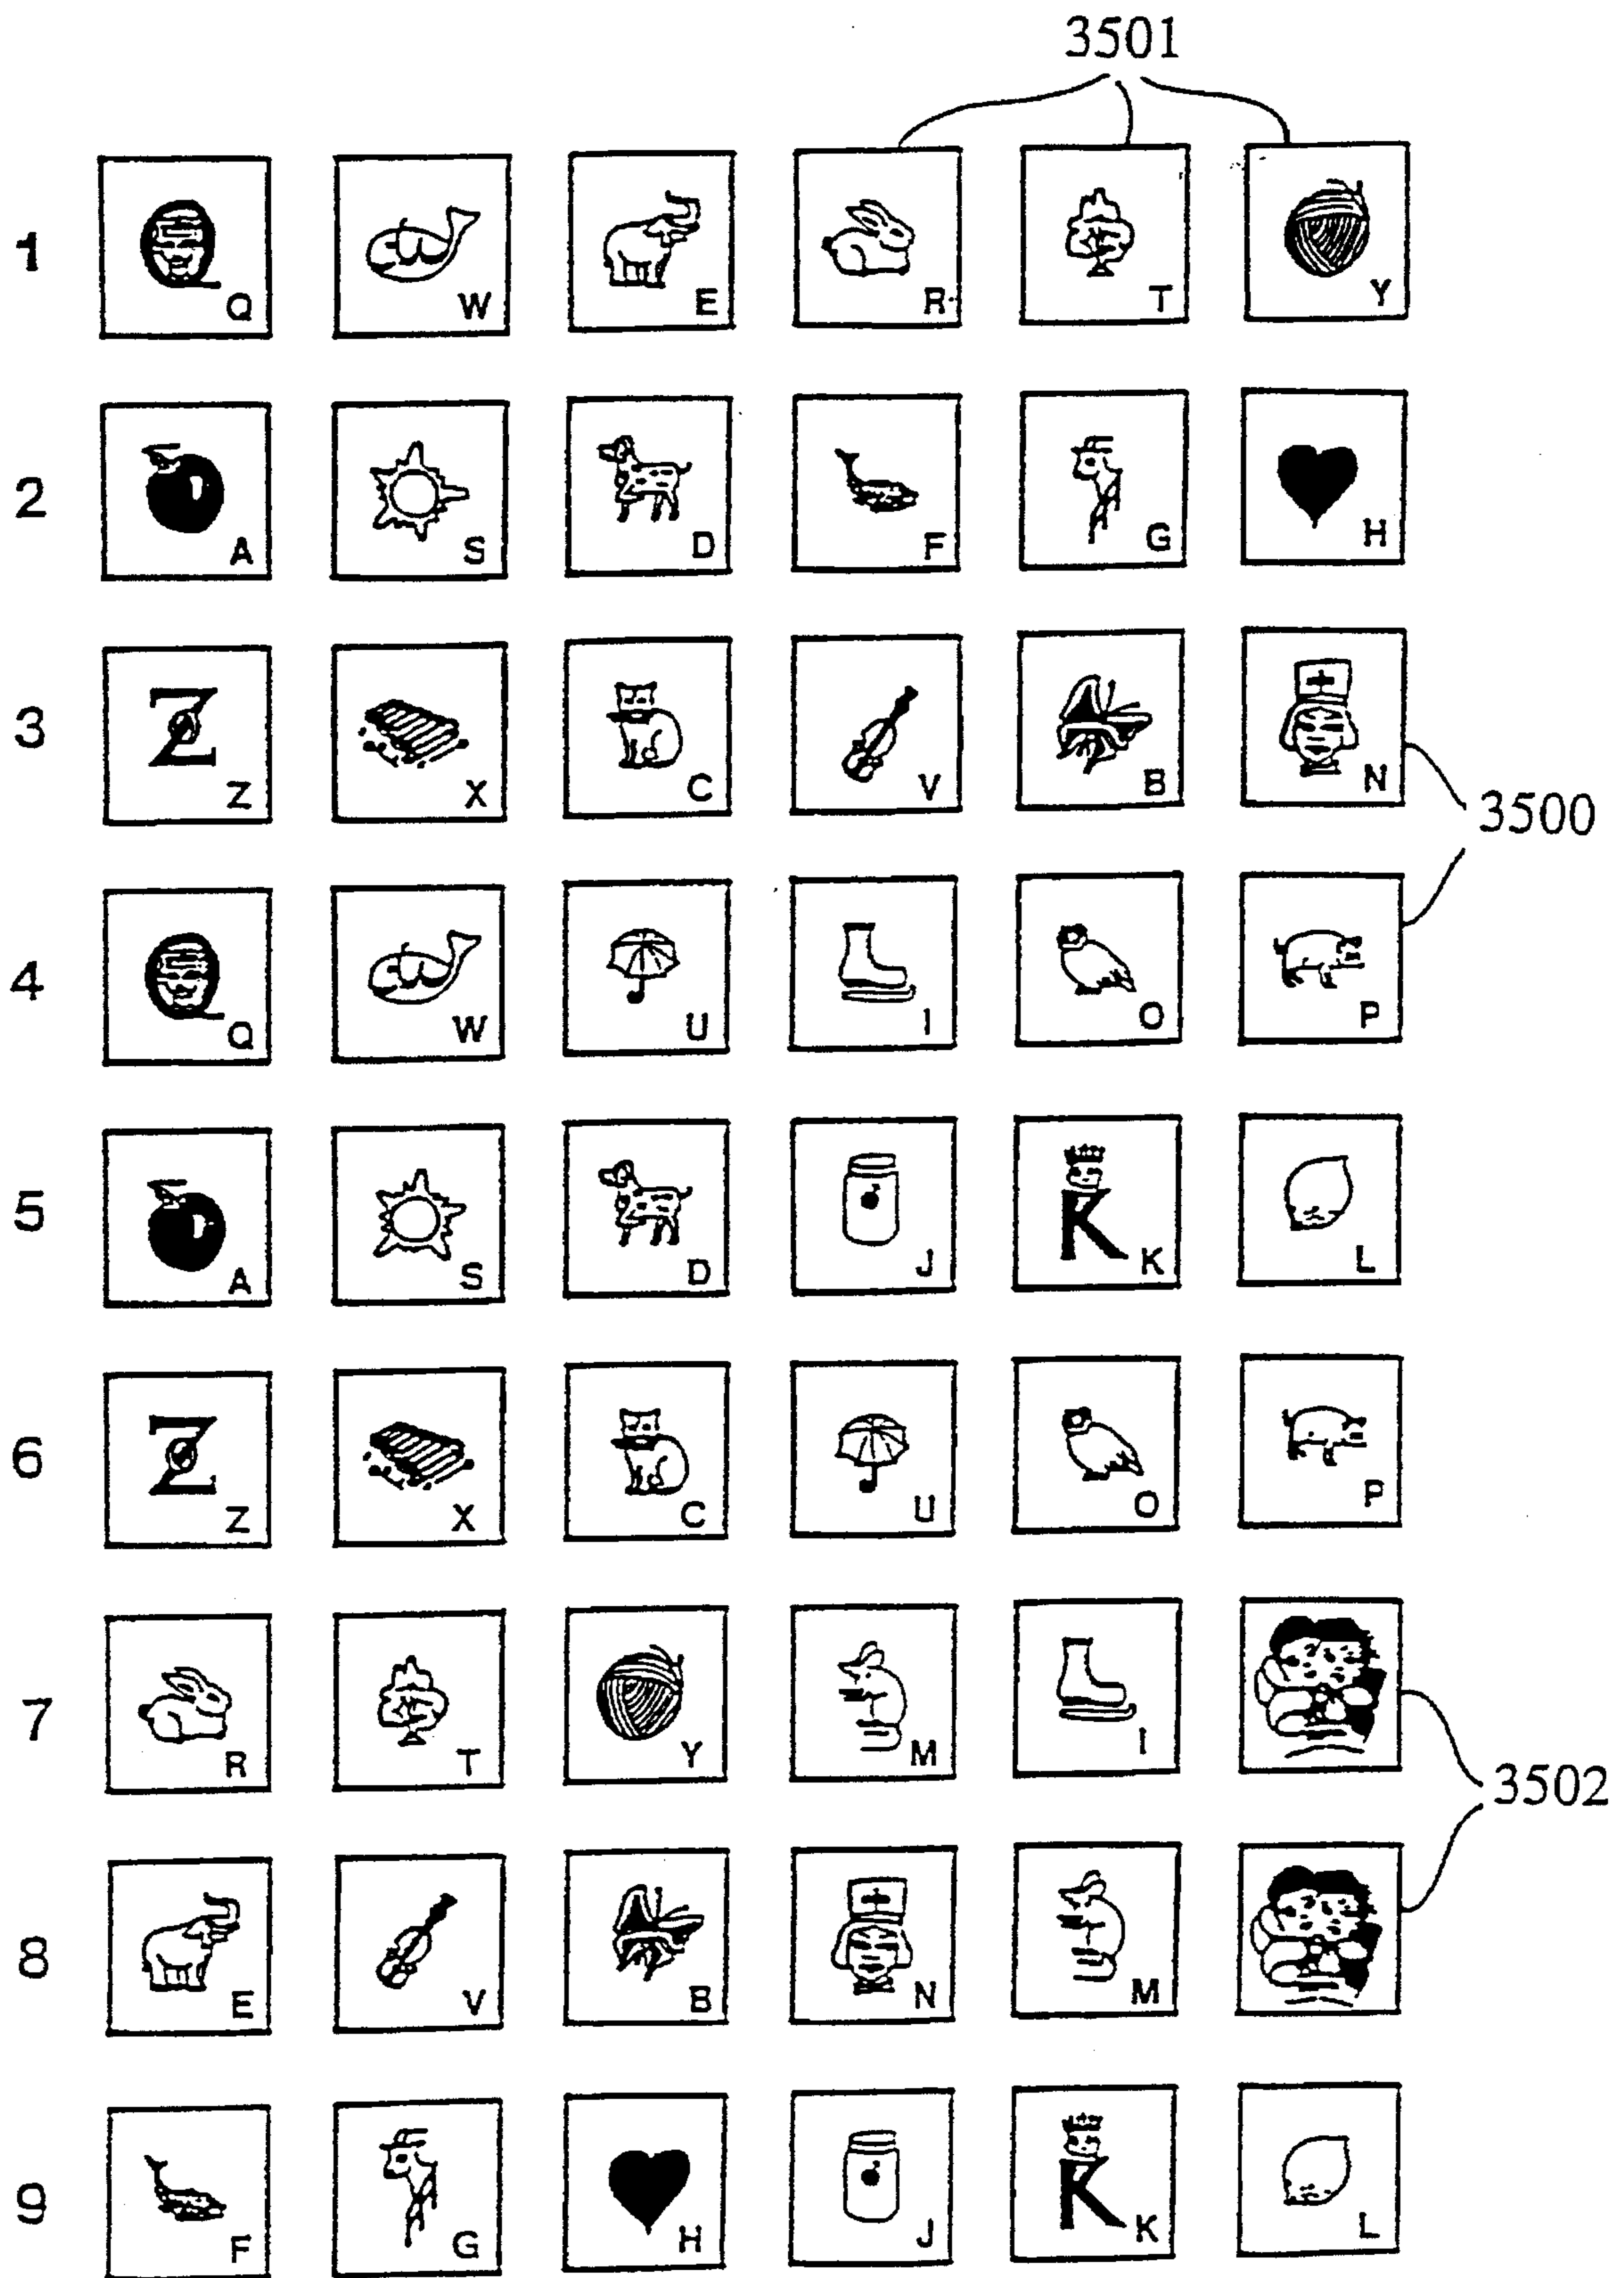 3501
1 Q W E R T Y
2 A S D F G H
3 Z Z X C V B N
3500
4 Q W U I O P
5 A S D J K K L
6 Z Z X C U O P
7 R T Y M I
3502
8 E V B N M
9 F G H J K K L